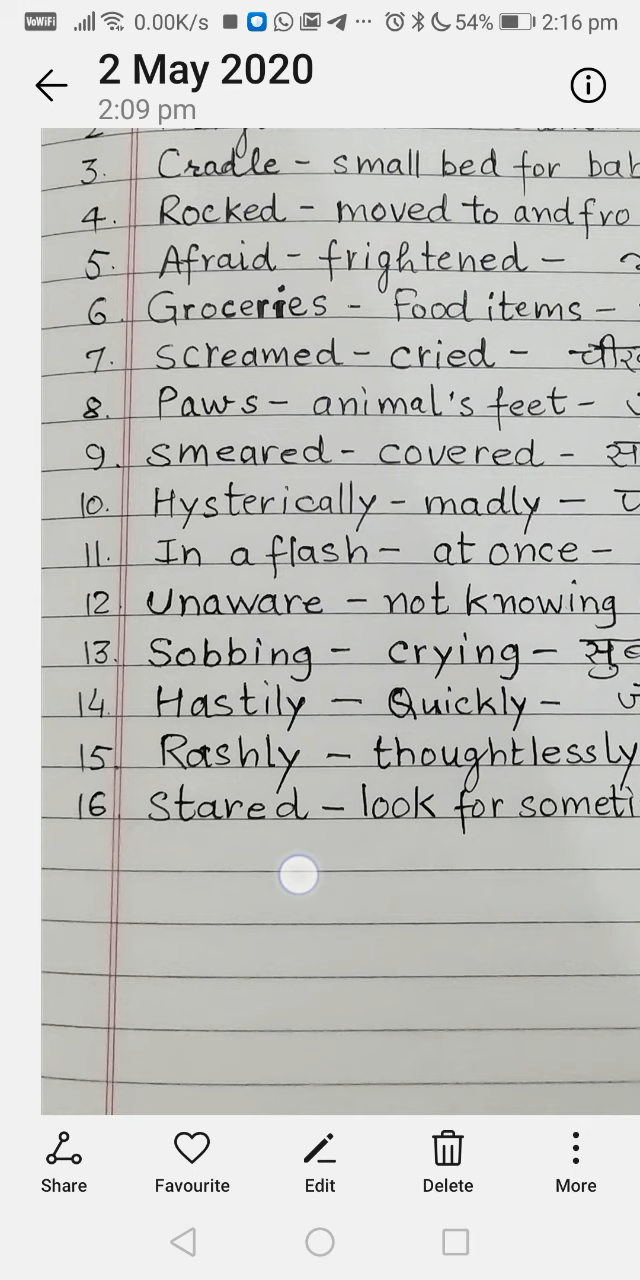 VoWiFi 0.00K/s ... 54% 2:16 pm
2 May 2020
2:09 pm
3. Cradle - small bed for bab
4. Rocked - moved to and fro
5. Afraid - frightened -
6. Groceries - Food items -
7. Screamed - cried - चीख
8. Paws - animal's feet -
9. Smeared - covered - स
10. Hysterically - madly -
11. In a flash - at once -
12. Unaware - not knowing
13. Sobbing - crying -
14. Hastily - Quickly -
15. Rashly - thoughtlessly
16. Stared - look for someti
Share Favourite Edit Delete More